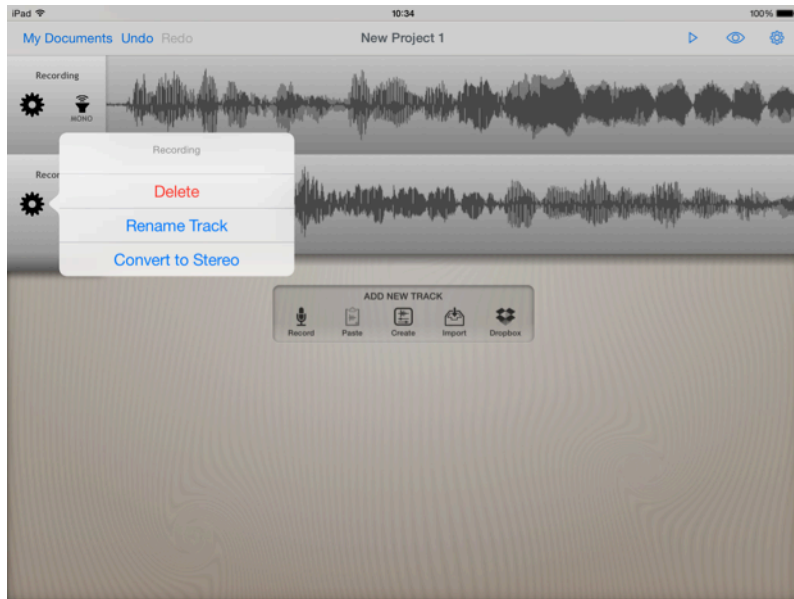 iPad 10:34 100%
My Documents Undo Redo New Project 1
Recording
MONO
Recording
Delete
Rename Track
Convert to Stereo
Recor
ADD NEW TRACK
Record Paste Create Import Dropbox